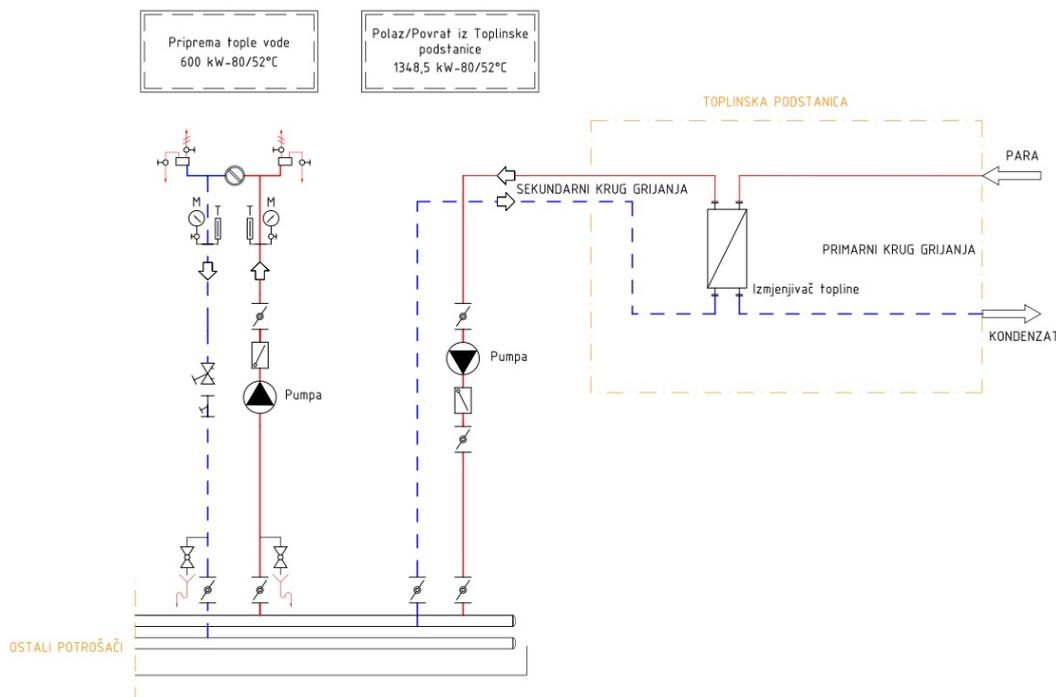 Priprema tople vode
600 kW-80/52°C
Polaz/Povrat iz Toplinske
podstanice
1348,5 kW-80/52°C
TOPLINSKA PODSTANICA
PARA
SEKUNDARNI KRUG GRIJANJA
M
T
T
M
PRIMARNI KRUG GRIJANJA
Izmjenjivač topline
KONDENZAT
Pumpa
Pumpa
OSTALI POTROŠAČI